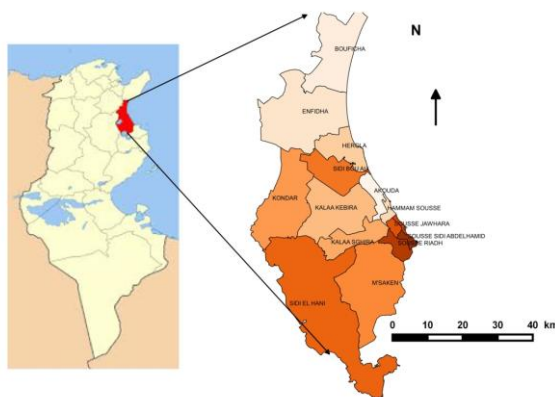 N
BOUFICHA
ENFIDHA
HERGLA
SIDI BOU ALI
AKOUDA
KONDAR
KALAA KEBIRA
HAMMAM SOUSSE
SOUSSE JAWHARA
SOUSSE SIDI ABDELHAMID
KALAA SGHIRA
SOUSSE RIADH
M'SAKEN
SIDI EL HANI
0 10 20 30 40 km